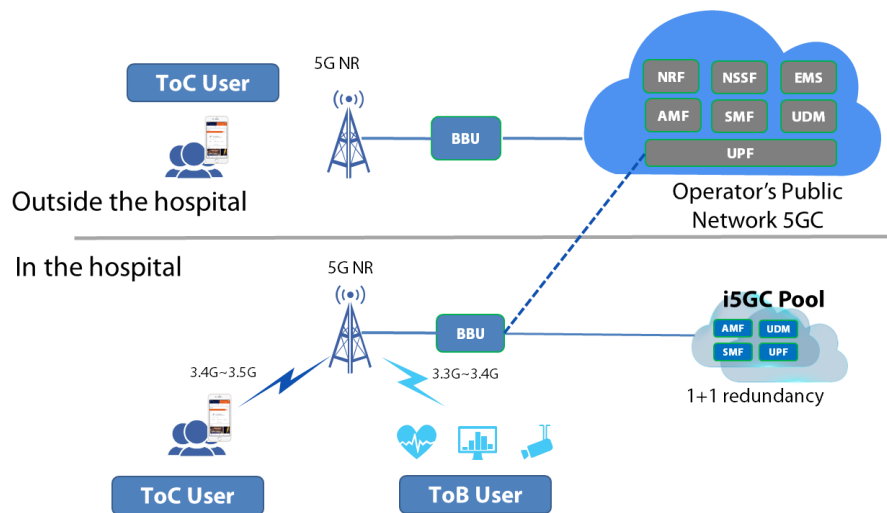 ToC User
5G NR
BBU
NRF
NSSF
EMS
AMF
SMF
UDM
UPF
Operator's Public
Network 5GC
Outside the hospital
In the hospital
5G NR
BBU
i5GC Pool
AMF
UDM
SMF
UPF
1+1 redundancy
3.4G~3.5G
3.3G~3.4G
ToC User
ToB User